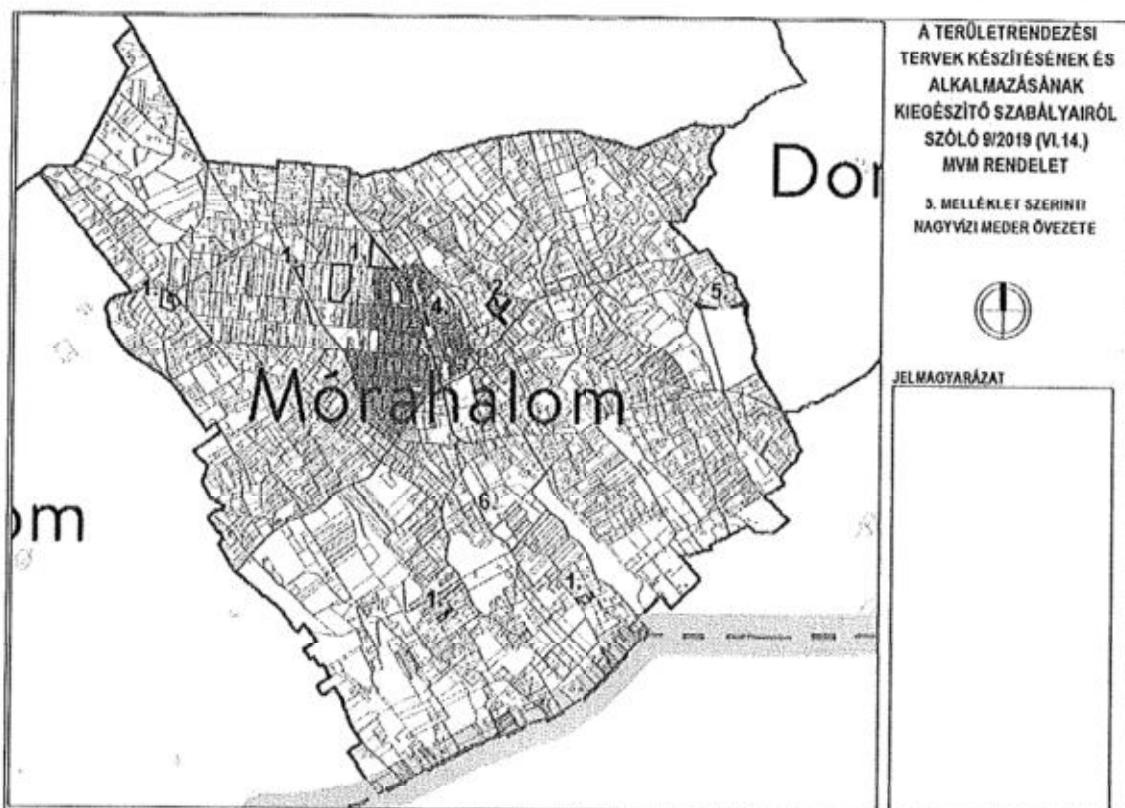 A TERÜLETRENDEZÉSI
TERVEK KÉSZÍTÉSÉNEK ÉS
ALKALMAZÁSÁNAK
KIEGÉSZÍTŐ SZABÁLYAIRÓL
SZÓLÓ 9/2019 (VI.14.)
MVM RENDELET
3. MELLÉKLET SZERINTI
NAGYVÍZI MEDER ÖVEZETE
JELMAGYARÁZAT
Dor
1.
1.
1.
2.
4.
5.
Mórahalom
om
6.
1.
1.